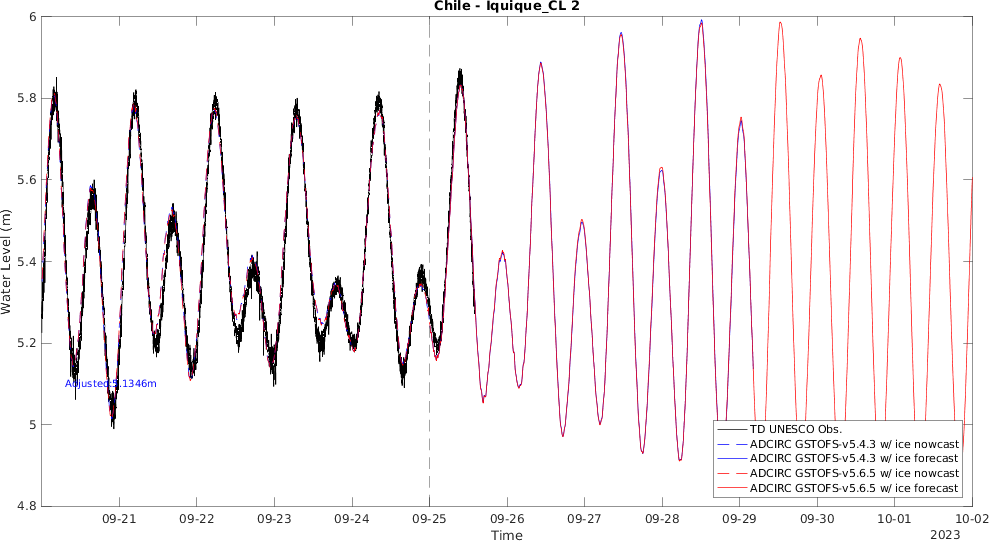 Chile - Iquique_CL 2
6
5.8
5.6
5.4
5.2
5
4.8
Water Level (m)
Adjusted:5.1346m
TD UNESCO Obs.
ADCIRC GSTOFS-v5.4.3 w/ ice nowcast
ADCIRC GSTOFS-v5.4.3 w/ ice forecast
ADCIRC GSTOFS-v5.6.5 w/ ice nowcast
ADCIRC GSTOFS-v5.6.5 w/ ice forecast
09-21 09-22 09-23 09-24 09-25 09-26 09-27 09-28 09-29 09-30 10-01 10-02
2023
Time